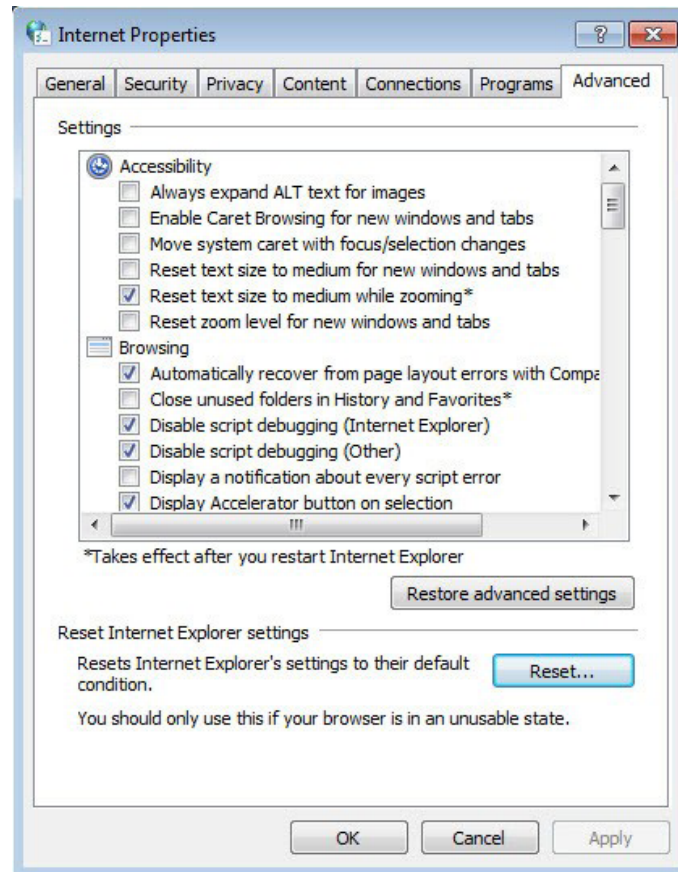 Internet Properties
General Security Privacy Content Connections Programs Advanced
Settings
Accessibility
Always expand ALT text for images
Enable Caret Browsing for new windows and tabs
Move system caret with focus/selection changes
Reset text size to medium for new windows and tabs
Reset text size to medium while zooming*
Reset zoom level for new windows and tabs
Browsing
Automatically recover from page layout errors with Compa
Close unused folders in History and Favorites*
Disable script debugging (Internet Explorer)
Disable script debugging (Other)
Display a notification about every script error
Display Accelerator button on selection
*Takes effect after you restart Internet Explorer
Restore advanced settings
Reset Internet Explorer settings
Resets Internet Explorer's settings to their default
condition.
Reset...
You should only use this if your browser is in an unusable state.
OK Cancel Apply